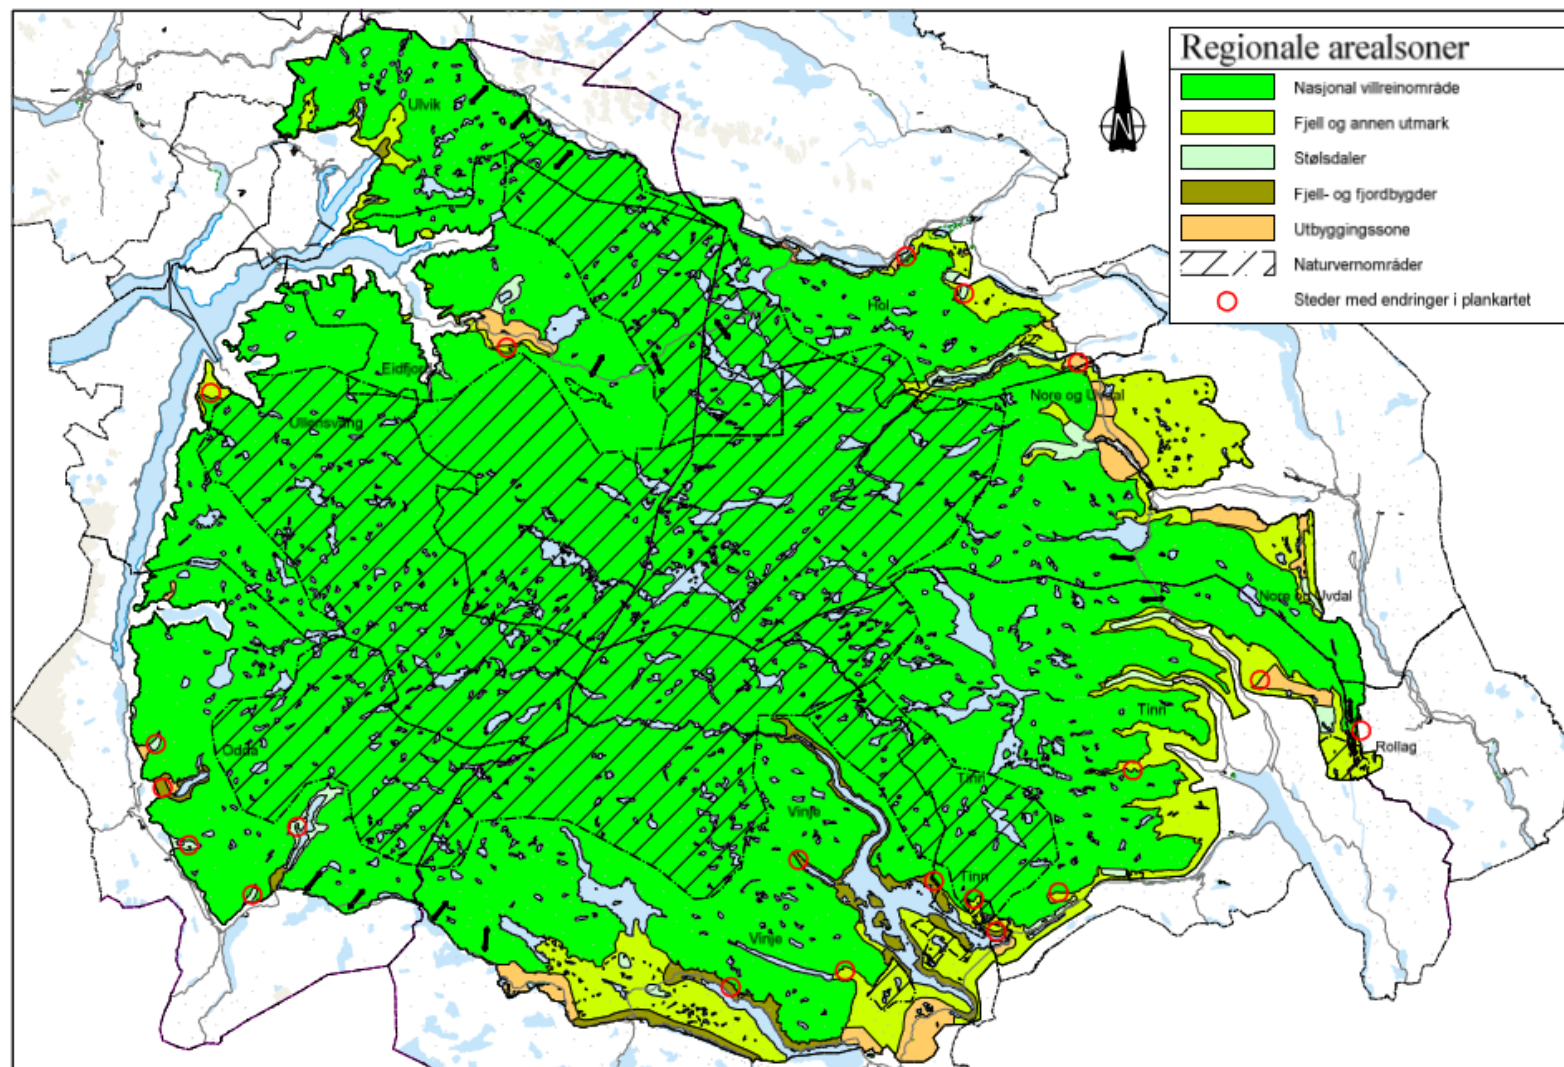 Regionale arealsoner
Nasjonal villreinområde
Fjell og annen utmark
Stølsdaler
Fjell- og fjordbygder
Utbyggingssone
Naturvernområder
Steder med endringer i plankartet
N
Ulvik
Hol
Eidfjord
Nore og Uvdal
Ullensvang
Nore og Uvdal
Tinn
Odda
Rollag
Tinn
Vinje
Tinn
Vinje